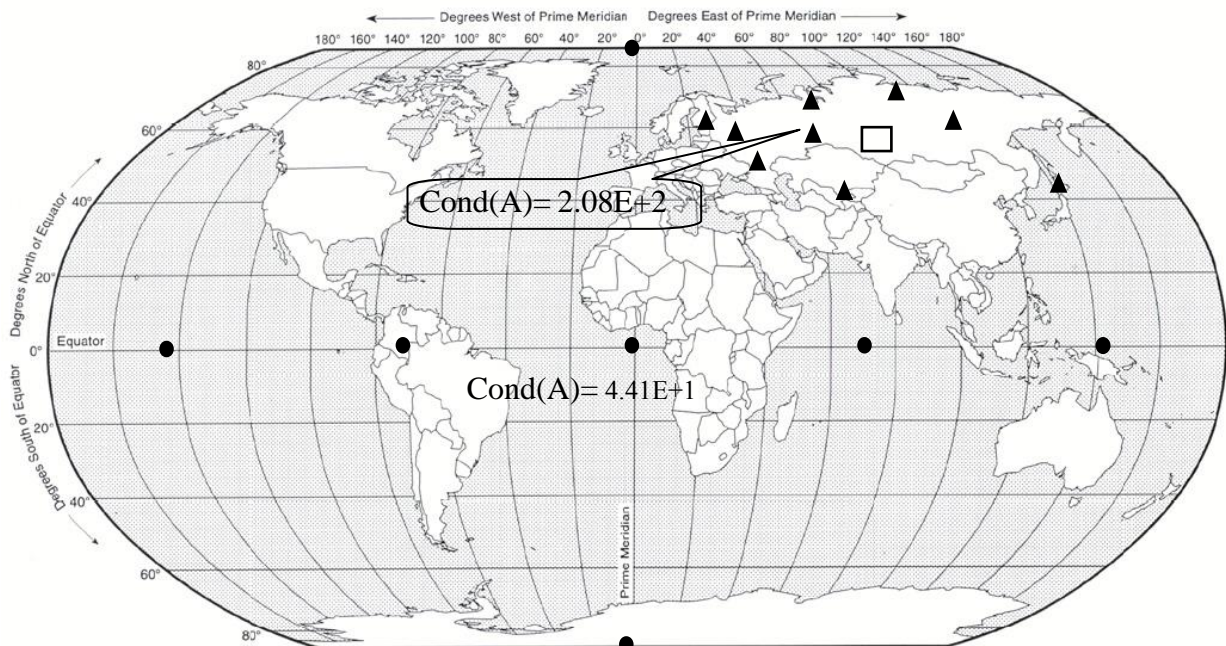 Degrees West of Prime Meridian Degrees East of Prime Meridian
180° 160° 140° 120° 100° 80° 60° 40° 20° 0 20° 40° 60° 80° 100° 120° 140° 160° 180°
80°
60°
40°
20°
Degrees North of Equator
Cond(A)= 2.08E+2
Equator
0°
Cond(A)= 4.41E+1
Degrees South of Equator
20°
40°
60°
80°
Prime Meridian